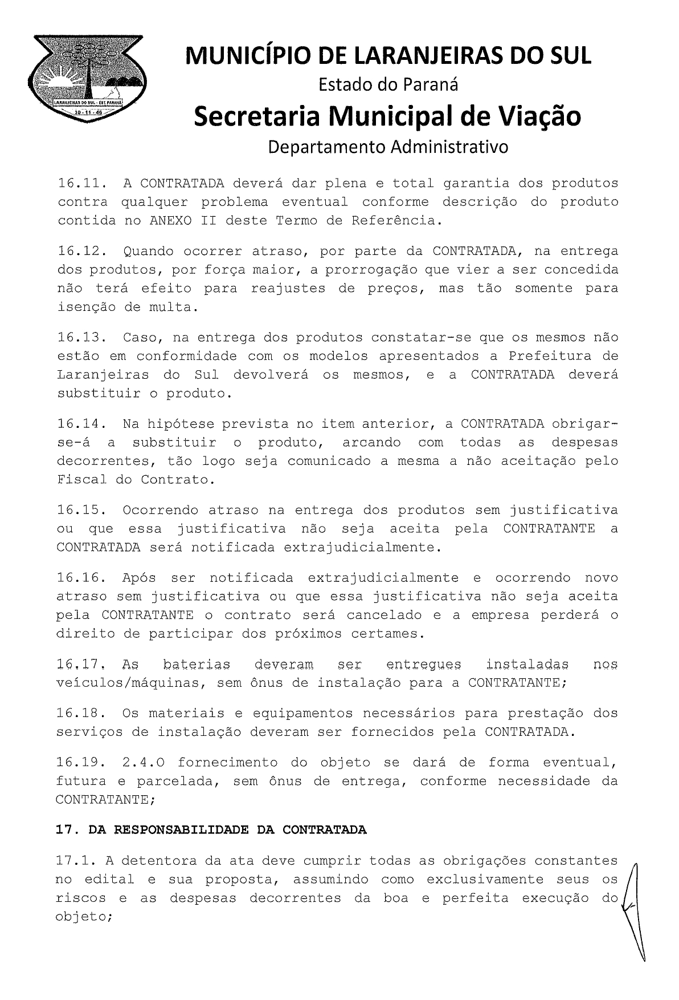 LARANJEIRAS DO SUL - EST. PARANÁ
30-11-46
MUNICÍPIO DE LARANJEIRAS DO SUL
Estado do Paraná
Secretaria Municipal de Viação
Departamento Administrativo
16.11. A CONTRATADA deverá dar plena e total garantia dos produtos
contra qualquer problema eventual conforme descrição do produto
contida no ANEXO II deste Termo de Referência.
16.12. Quando ocorrer atraso, por parte da CONTRATADA, na entrega
dos produtos, por força maior, a prorrogação que vier a ser concedida
não terá efeito para reajustes de preços, mas tão somente para
isenção de multa.
16.13. Caso, na entrega dos produtos constatar-se que os mesmos não
estão em conformidade com os modelos apresentados a Prefeitura de
Laranjeiras do Sul devolverá os mesmos, e a CONTRATADA deverá
substituir o produto.
16.14. Na hipótese prevista no item anterior, a CONTRATADA obrigar-
se-á a substituir o produto, arcando com todas as despesas
decorrentes, tão logo seja comunicado a mesma a não aceitação pelo
Fiscal do Contrato.
16.15. Ocorrendo atraso na entrega dos produtos sem justificativa
ou que essa justificativa não seja aceita pela CONTRATANTE a
CONTRATADA será notificada extrajudicialmente.
16.16. Após ser notificada extrajudicialmente e ocorrendo novo
atraso sem justificativa ou que essa justificativa não seja aceita
pela CONTRATANTE o contrato será cancelado e a empresa perderá o
direito de participar dos próximos certames.
16.17. As baterias deveram ser entregues instaladas nos
veículos/máquinas, sem ônus de instalação para a CONTRATANTE;
16.18. Os materiais e equipamentos necessários para prestação dos
serviços de instalação deveram ser fornecidos pela CONTRATADA.
16.19. 2.4.O fornecimento do objeto se dará de forma eventual,
futura e parcelada, sem ônus de entrega, conforme necessidade da
CONTRATANTE;
17. DA RESPONSABILIDADE DA CONTRATADA
17.1. A detentora da ata deve cumprir todas as obrigações constantes
no edital e sua proposta, assumindo como exclusivamente seus os
riscos e as despesas decorrentes da boa e perfeita execução do
objeto;